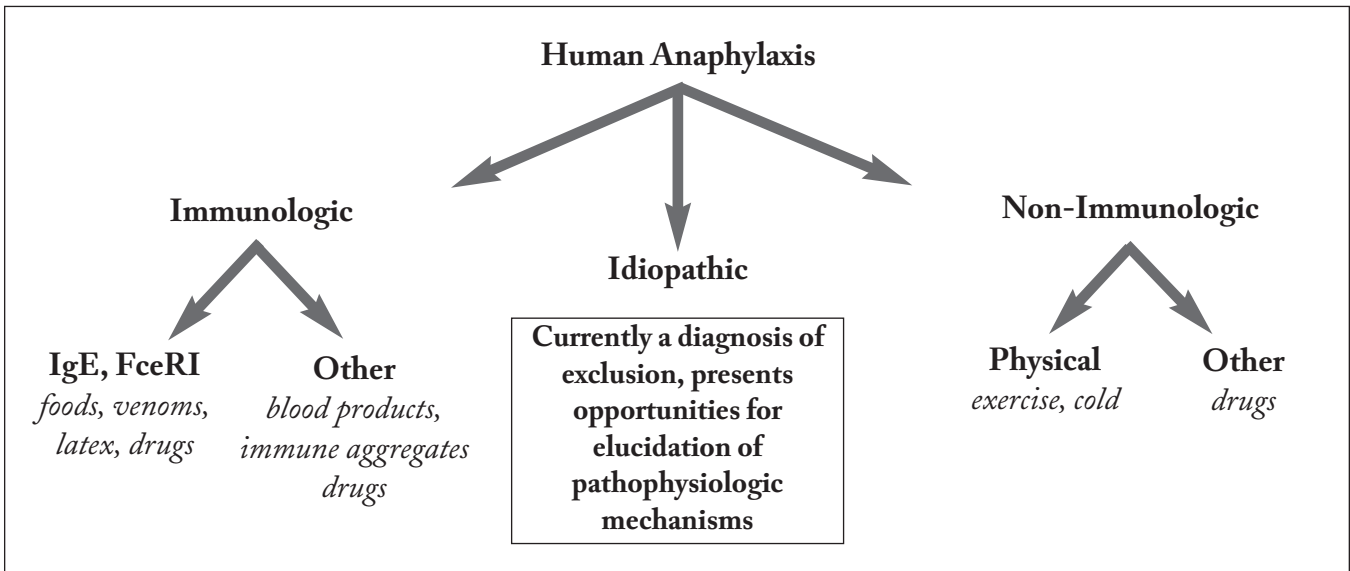 Human Anaphylaxis
Immunologic
IgE, FceRI
foods, venoms,
latex, drugs
Other
blood products,
immune aggregates
drugs
Idiopathic
Currently a diagnosis of
exclusion, presents
opportunities for
elucidation of
pathophysiologic
mechanisms
Non-Immunologic
Physical
exercise, cold
Other
drugs